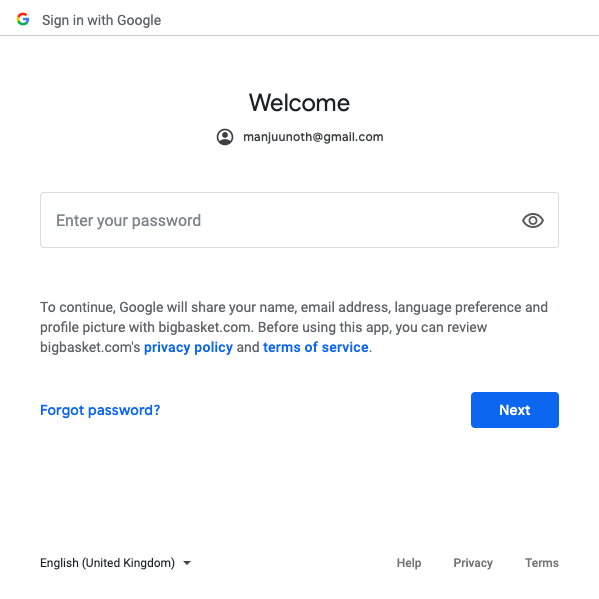 Sign in with Google
Welcome
manjuunoth@gmail.com
Enter your password
To continue, Google will share your name, email address, language preference and
profile picture with bigbasket.com. Before using this app, you can review
bigbasket.com's privacy policy and terms of service.
Forgot password?
Next
English (United Kingdom)
Help
Privacy
Terms